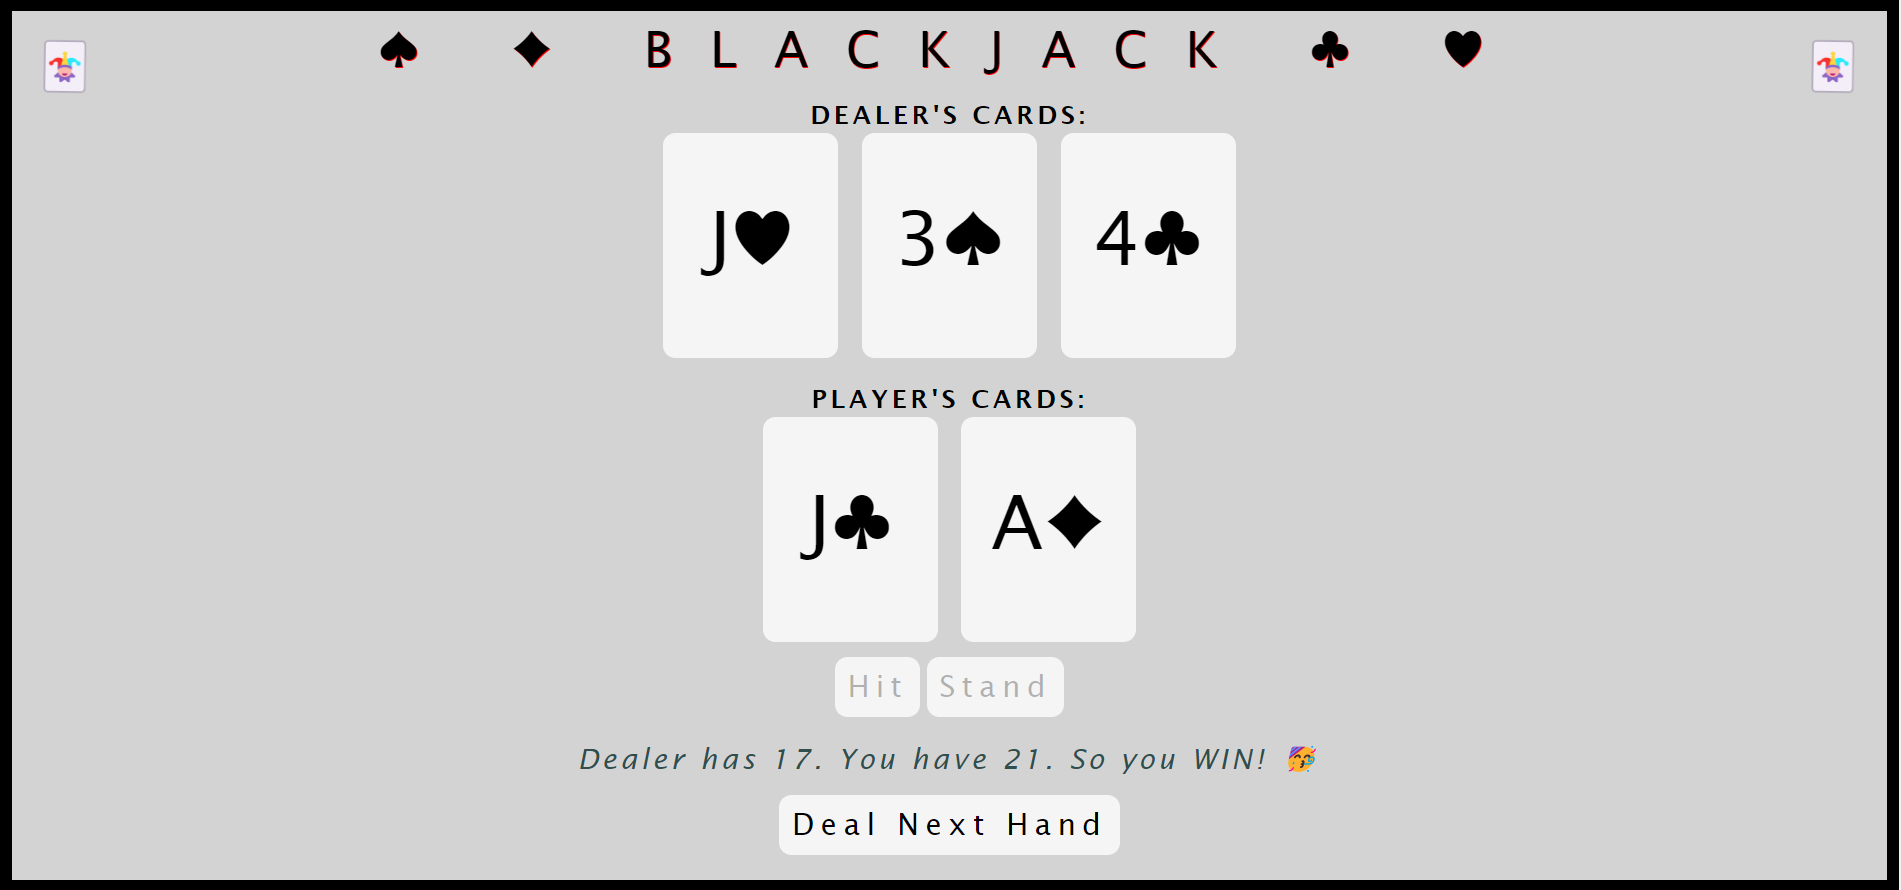 ♠ ♦ BLACKJACK ♣ ♥
DEALER'S CARDS:
J♥ 3♠ 4♣
PLAYER'S CARDS:
J♣ A♦
Hit Stand
Dealer has 17. You have 21. So you WIN! 🥳
Deal Next Hand